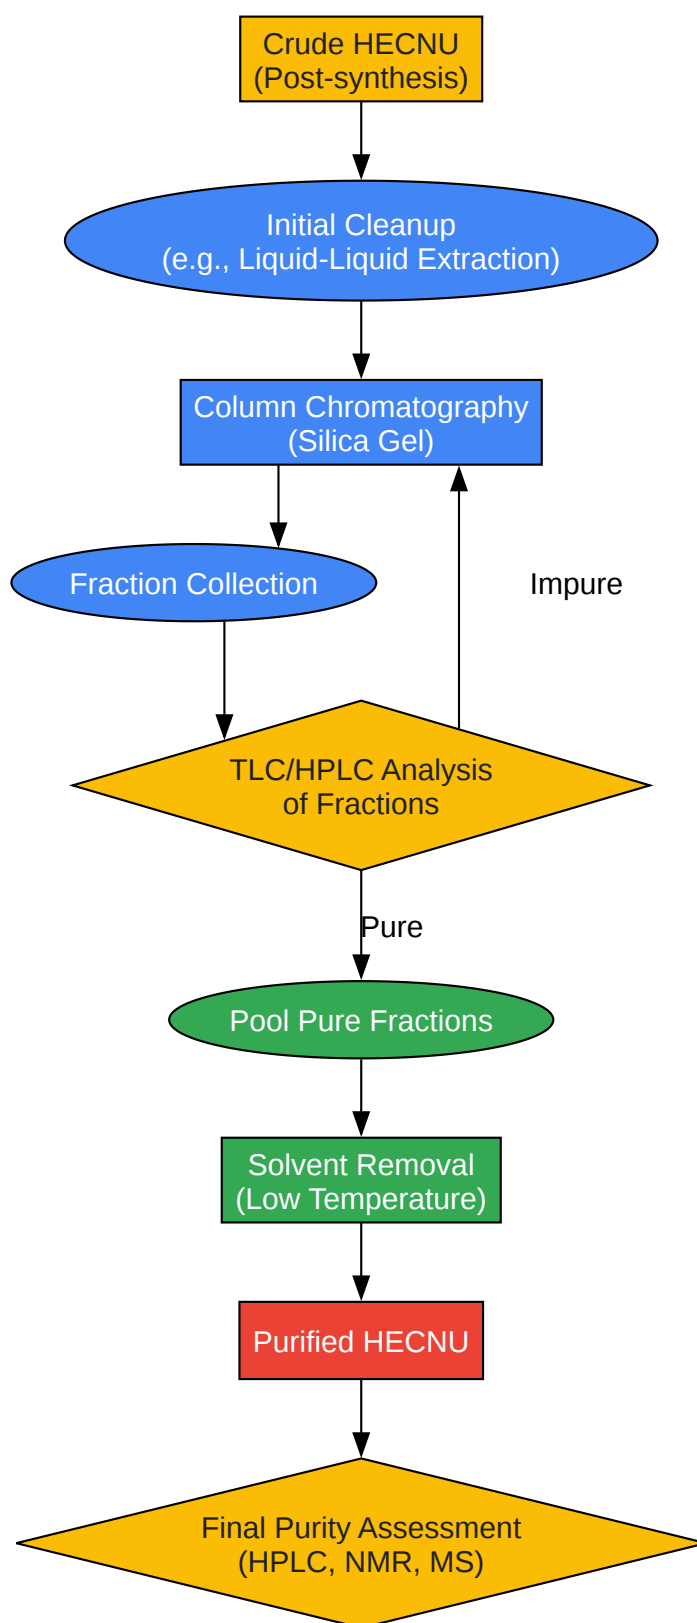 Crude HECNU
(Post-synthesis)
Initial Cleanup
(e.g., Liquid-Liquid Extraction)
Column Chromatography
(Silica Gel)
Fraction Collection
Impure
TLC/HPLC Analysis
of Fractions
Pure
Pool Pure Fractions
Solvent Removal
(Low Temperature)
Purified HECNU
Final Purity Assessment
(HPLC, NMR, MS)